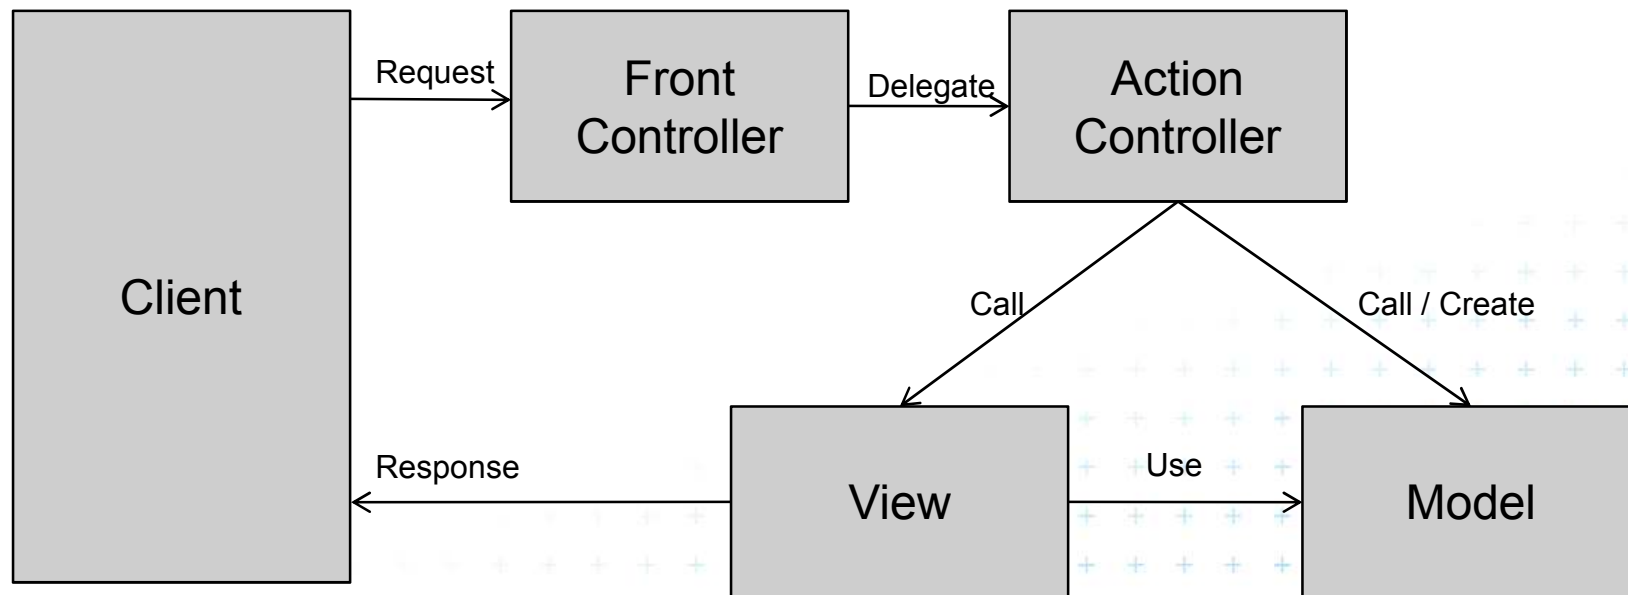 Request
Front
Controller
Delegate
Action
Controller
Client
Call
Call / Create
Response
View
Use
Model